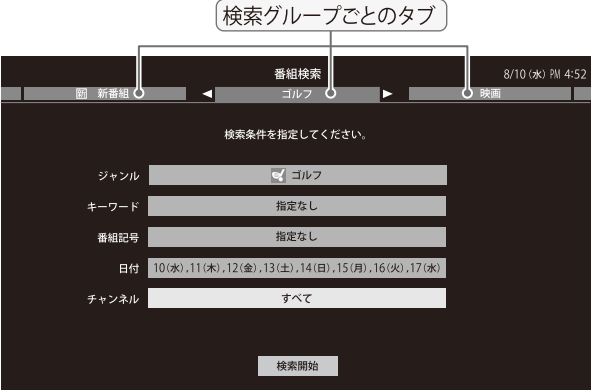 検索グループごとのタブ
番組検索
8/10(水) PM 4:52
新 新番組
ゴルフ
映画
検索条件を指定してください。
ジャンル ゴルフ
キーワード 指定なし
番組記号 指定なし
日付 10(水),11(木),12(金),13(土),14(日),15(月),16(火),17(水)
チャンネル すべて
検索開始